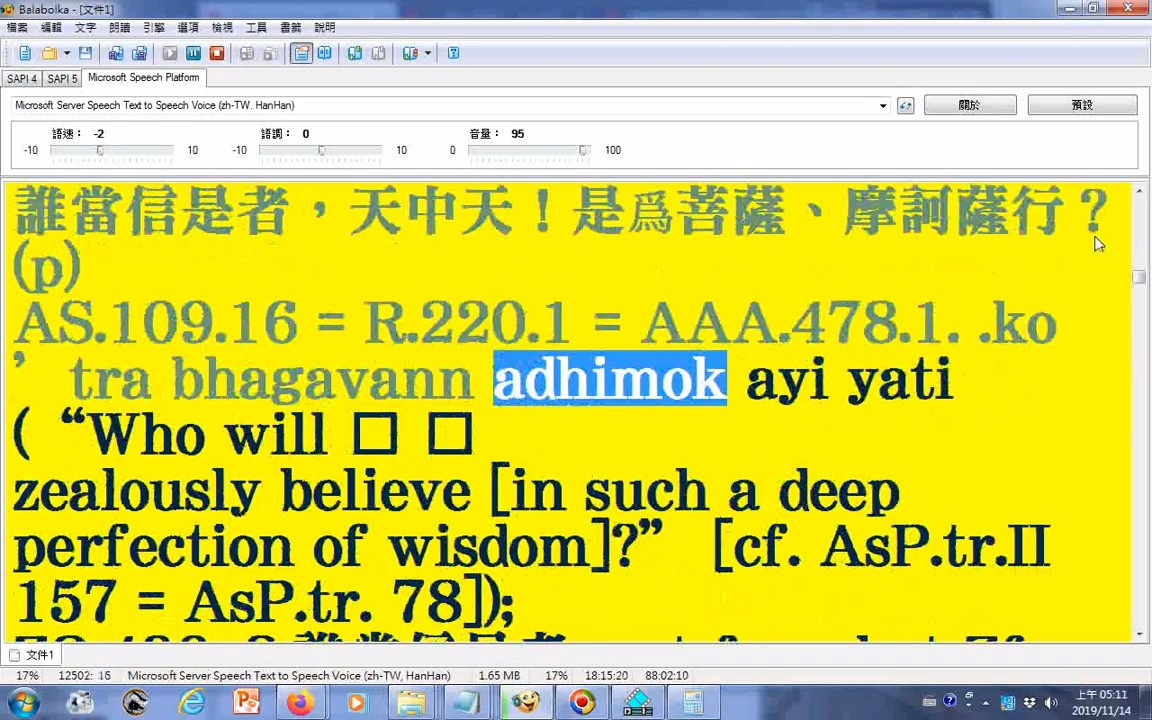 Balabolka - [文件1]
檔案 編輯 文字 朗讀 引擎 選項 檢視 工具 書籤 說明
SAPI 4 SAPI 5 Microsoft Speech Platform
Microsoft Server Speech Text to Speech Voice (zh-TW, HanHan) 關於 預設
語速： -2 語調： 0 音量： 95
-10 10 -10 10 0 100
誰當信是者，天中天！是爲菩薩、摩訶薩行？
(p)
AS.109.16 = R.220.1 = AAA.478.1. .ko
’ tra bhagavann adhimok ayi yati
( “Who will □ □
zealously believe [in such a deep
perfection of wisdom]?” [cf. AsP.tr.II
157 = AsP.tr. 78]);
文件1
17% 12502: 16 Microsoft Server Speech Text to Speech Voice (zh-TW, HanHan) 1.65 MB 17% 18:15:20 88:02:10
上午 05:11
2019/11/14